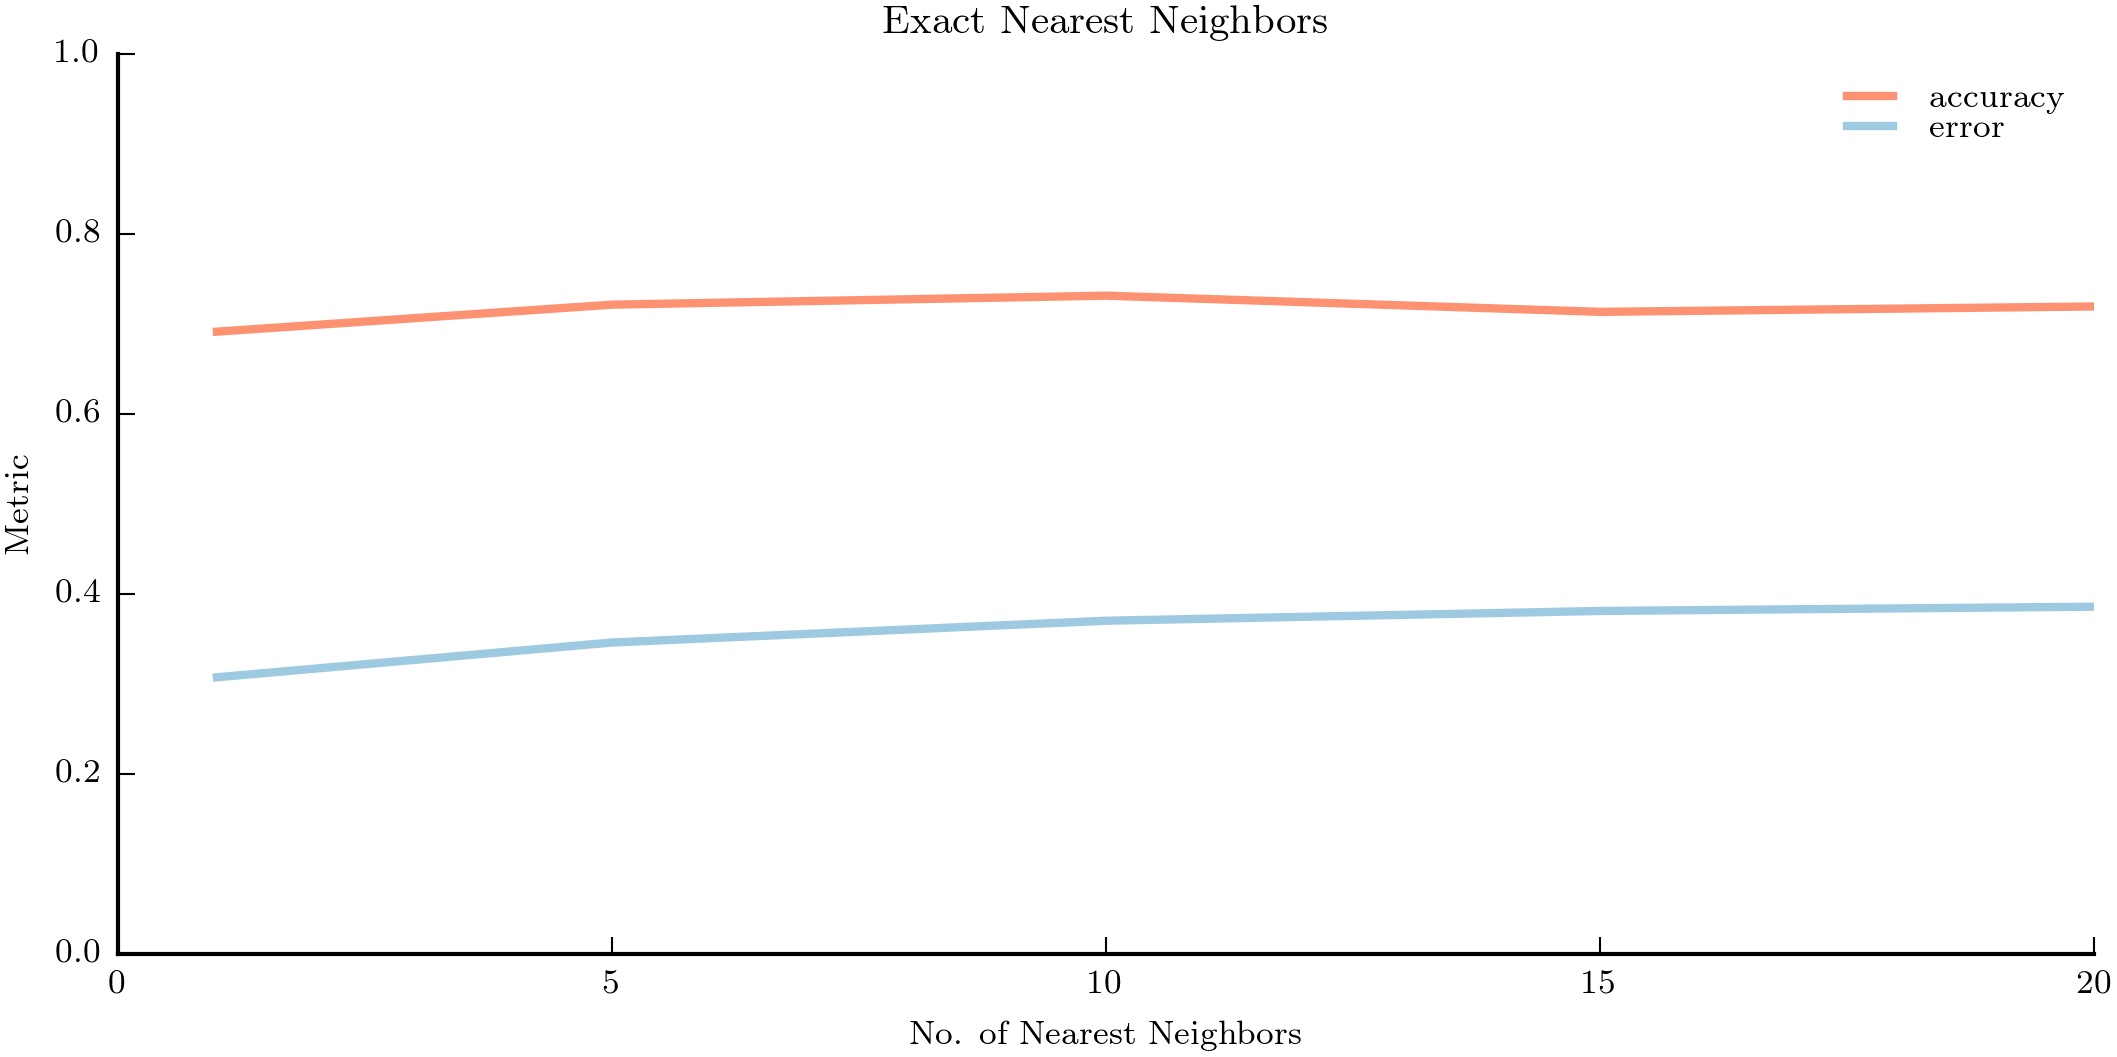 Exact Nearest Neighbors
1.0
accuracy
error
0.8
0.6
Metric
0.4
0.2
0.0
0 5 10 15 20
No. of Nearest Neighbors